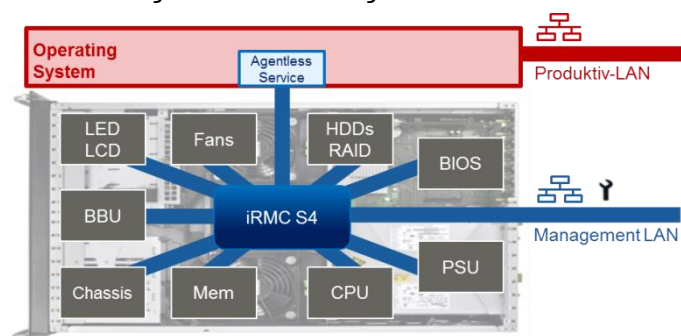 Operating
System
Agentless
Service
Produktiv-LAN
LED
LCD
Fans
HDDs
RAID
BIOS
BBU
iRMC S4
Management LAN
Chassis
Mem
CPU
PSU